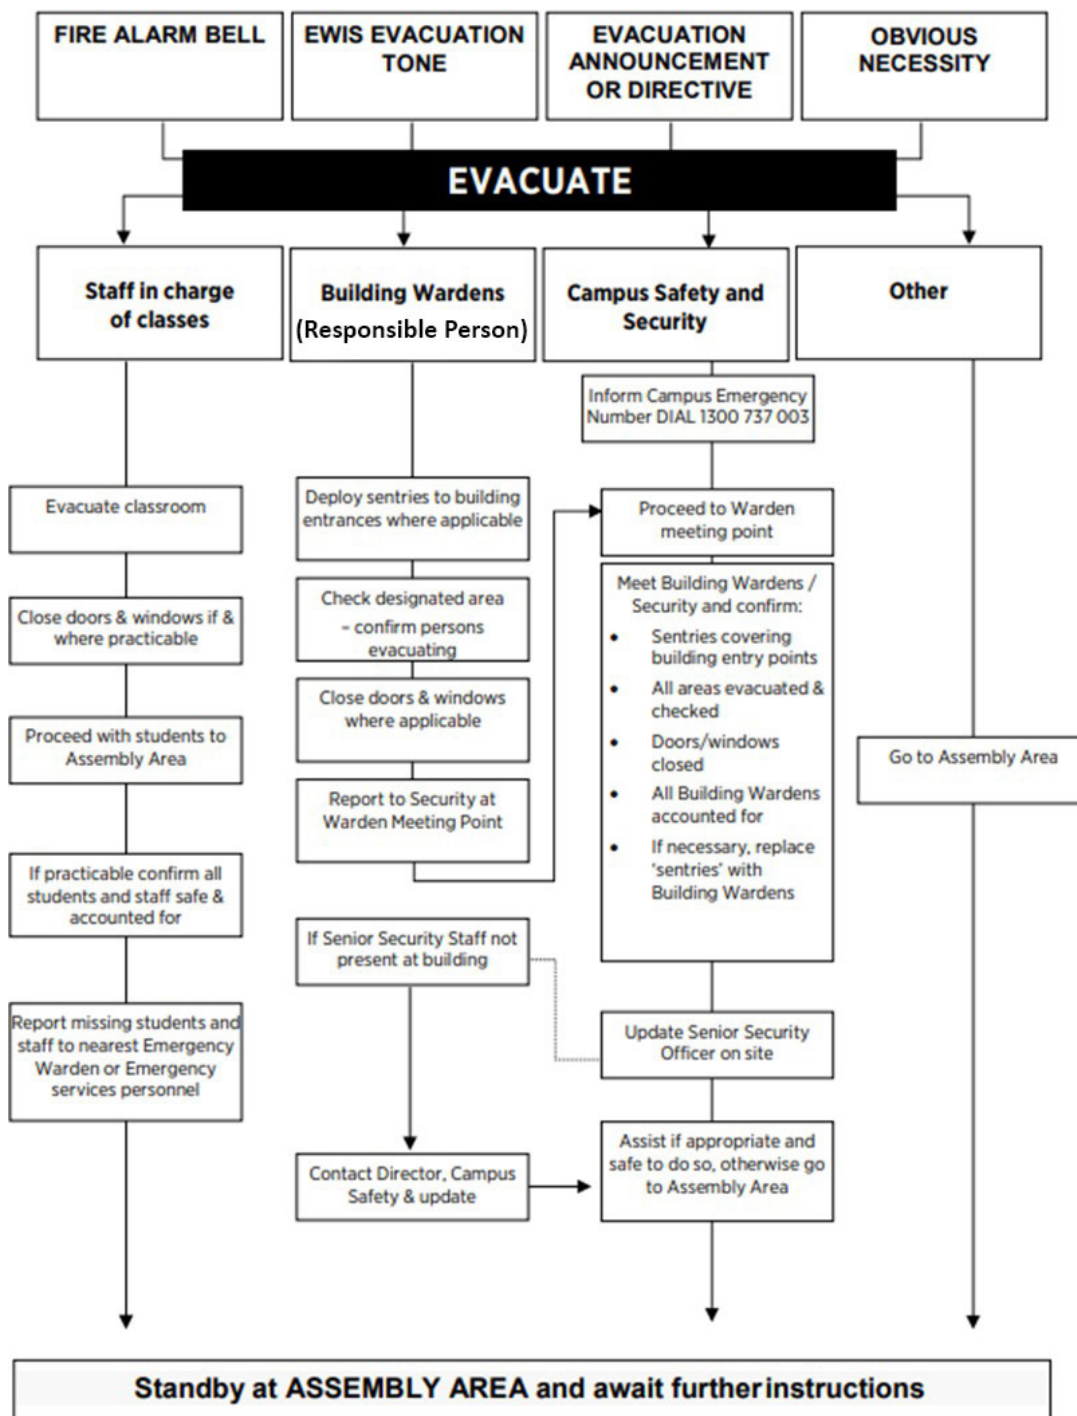 FIRE ALARM BELL
EWIS EVACUATION
TONE
EVACUATION
ANNOUNCEMENT
OR DIRECTIVE
OBVIOUS
NECESSITY
EVACUATE
Staff in charge
of classes
Building Wardens
(Responsible Person)
Campus Safety and
Security
Other
Evacuate classroom
Close doors & windows if &
where practicable
Proceed with students to
Assembly Area
If practicable confirm all
students and staff safe &
accounted for
Report missing students and
staff to nearest Emergency
Warden or Emergency
services personnel
Deploy sentries to building
entrances where applicable
Check designated area
– confirm persons
evacuating
Close doors & windows
where applicable
Report to Security at
Warden Meeting Point
If Senior Security Staff not
present at building
Contact Director, Campus
Safety & update
Inform Campus Emergency
Number DIAL 1300 737 003
Proceed to Warden
meeting point
Meet Building Wardens /
Security and confirm:
• Sentries covering
building entry points
• All areas evacuated &
checked
• Doors/windows
closed
• All Building Wardens
accounted for
• If necessary, replace
‘sentries’ with
Building Wardens
Update Senior Security
Officer on site
Assist if appropriate and
safe to do so, otherwise go
to Assembly Area
Go to Assembly Area
Standby at ASSEMBLY AREA and await further instructions